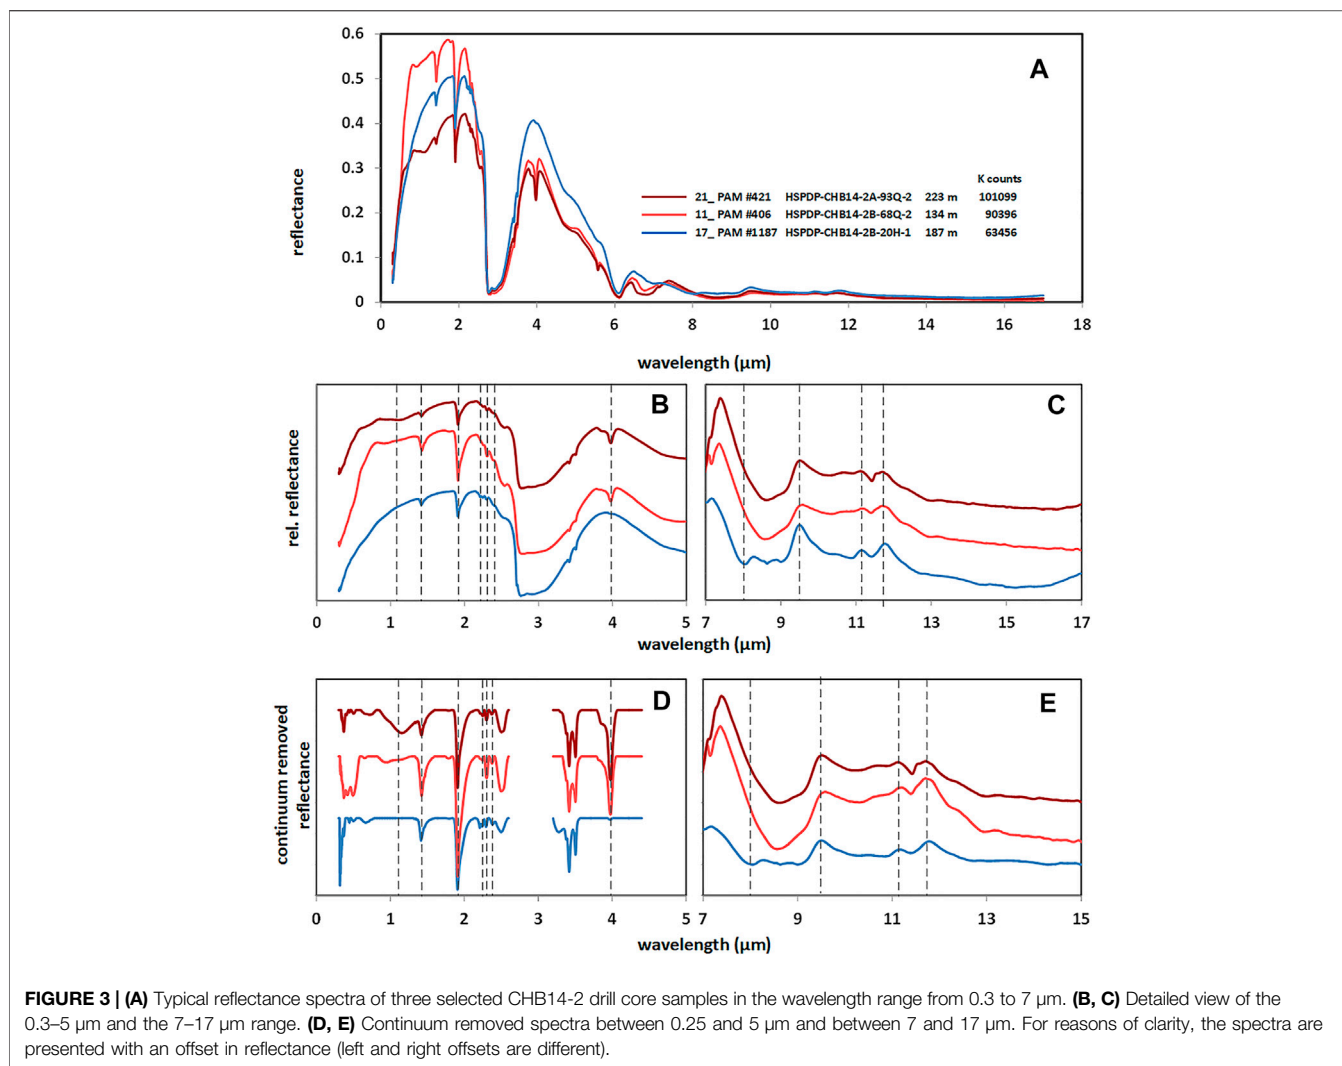 0.6
0.5
0.4
0.3
0.2
0.1
0
reflectance
A
K counts
21_ PAM #421 HSPDP-CHB14-2A-93Q-2 223 m 101099
11_ PAM #406 HSPDP-CHB14-2B-68Q-2 134 m 90396
17_ PAM #1187 HSPDP-CHB14-2B-20H-1 187 m 63456
0 2 4 6 8 10 12 14 16 18
wavelength (µm)
B
rel. reflectance
0 1 2 3 4 5
C
7 9 11 13 15 17
wavelength (µm)
wavelength (µm)
D
continuum removed
reflectance
0 1 2 3 4 5
E
7 9 11 13 15
wavelength (µm)
wavelength (µm)
FIGURE 3 | (A) Typical reflectance spectra of three selected CHB14-2 drill core samples in the wavelength range from 0.3 to 7 µm. (B, C) Detailed view of the
0.3–5 µm and the 7–17 µm range. (D, E) Continuum removed spectra between 0.25 and 5 µm and between 7 and 17 µm. For reasons of clarity, the spectra are
presented with an offset in reflectance (left and right offsets are different).